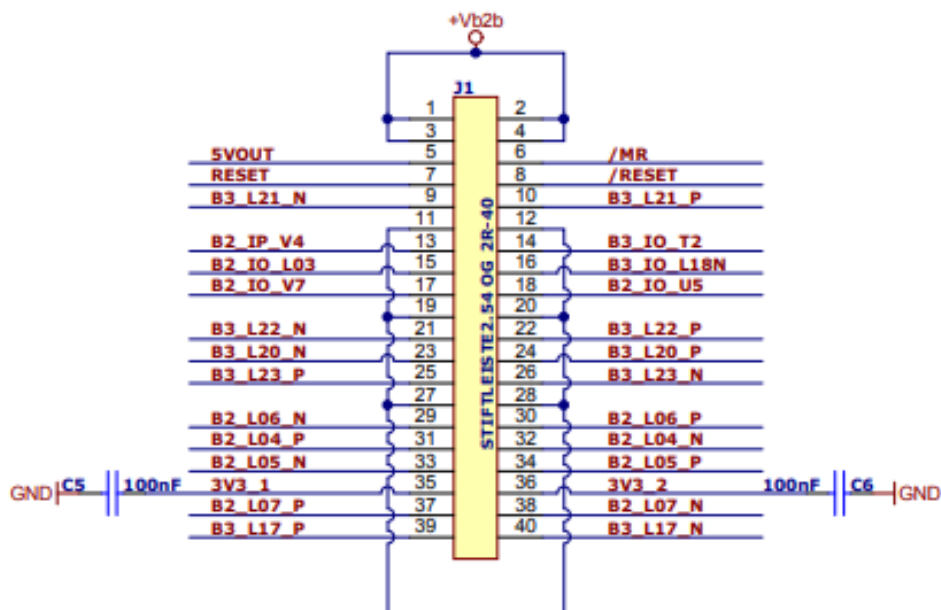 +Vb2b
J1
1 2
3 4
5VOUT 5 6 /MR
RESET 7 8 /RESET
B3_L21_N 9 10 B3_L21_P
11 12
B2_IP_V4 13 14 B3_IO_T2
B2_IO_L03 15 16 B3_IO_L18N
B2_IO_V7 17 18 B2_IO_U5
19 20
B3_L22_N 21 22 B3_L22_P
B3_L20_N 23 24 B3_L20_P
B3_L23_P 25 26 B3_L23_N
27 28
B2_L06_N 29 30 B2_L06_P
B2_L04_P 31 32 B2_L04_N
B2_L05_N 33 34 B2_L05_P
GND C5 100nF 3V3_1 35 36 3V3_2 100nF C6 GND
B2_L07_P 37 38 B2_L07_N
B3_L17_P 39 40 B3_L17_N
STIFTLEISTE2.54 OG 2R-40